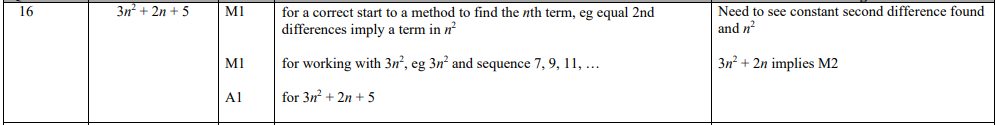 16
3n² + 2n + 5
M1
for a correct start to a method to find the nth term, eg equal 2nd
differences imply a term in n²
Need to see constant second difference found
and n²
M1
for working with 3n², eg 3n² and sequence 7, 9, 11, …
3n² + 2n implies M2
A1
for 3n² + 2n + 5